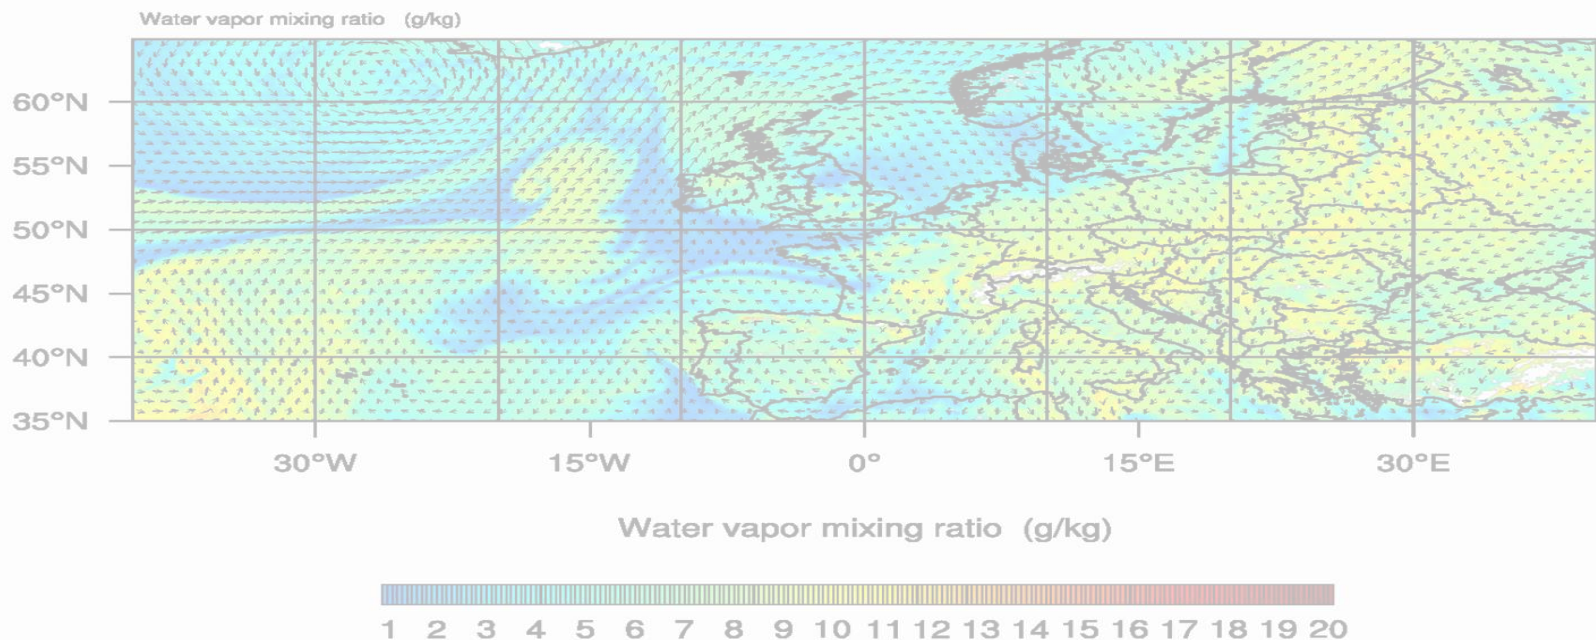 Water vapor mixing ratio (g/kg)
60°N
55°N
50°N
45°N
40°N
35°N
30°W 15°W 0° 15°E 30°E
Water vapor mixing ratio (g/kg)
1 2 3 4 5 6 7 8 9 10 11 12 13 14 15 16 17 18 19 20